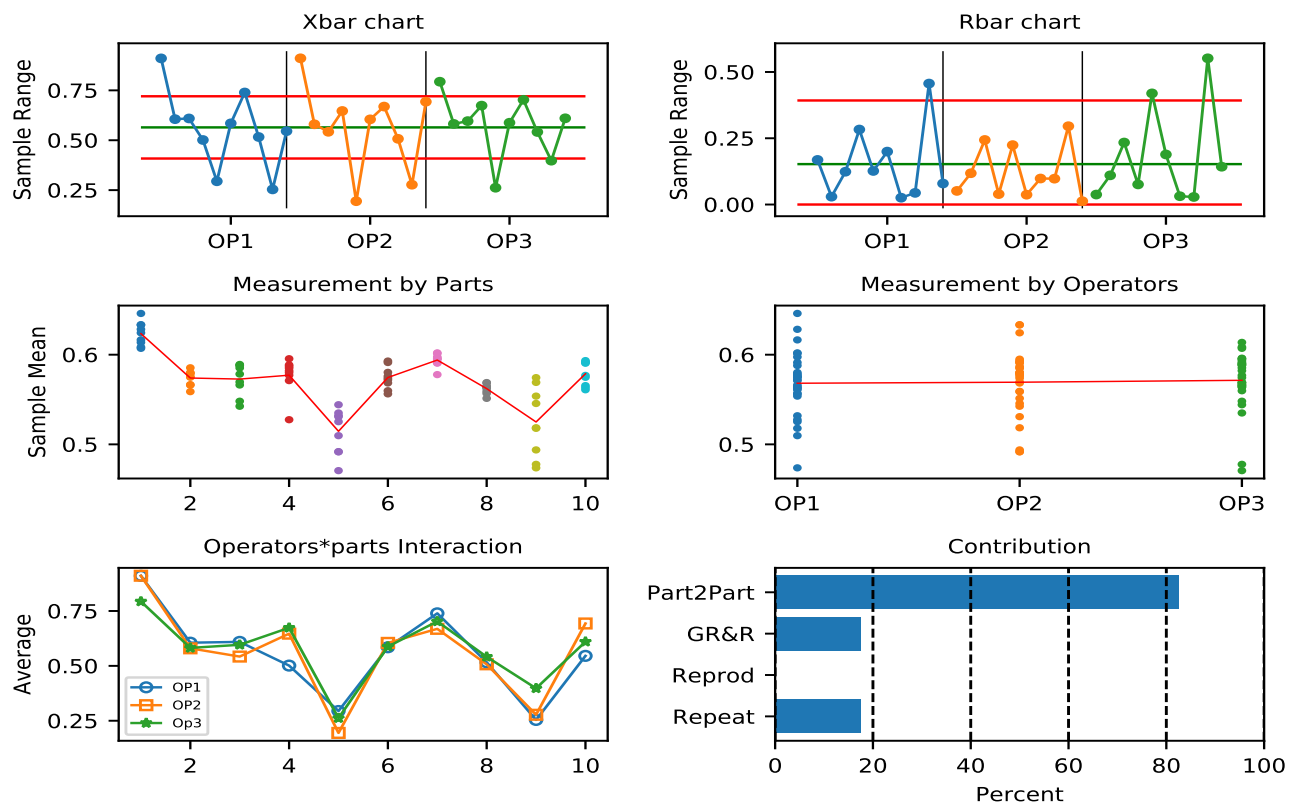 Xbar chart
Sample Range
0.75
0.50
0.25
OP1 OP2 OP3
Rbar chart
Sample Range
0.50
0.25
0.00
OP1 OP2 OP3
Measurement by Parts
Sample Mean
0.6
0.5
2 4 6 8 10
Measurement by Operators
0.6
0.5
OP1 OP2 OP3
Operators*parts Interaction
Average
0.75
0.50
0.25
OP1
OP2
Op3
2 4 6 8 10
Contribution
Part2Part
GR&R
Reprod
Repeat
0 20 40 60 80 100
Percent